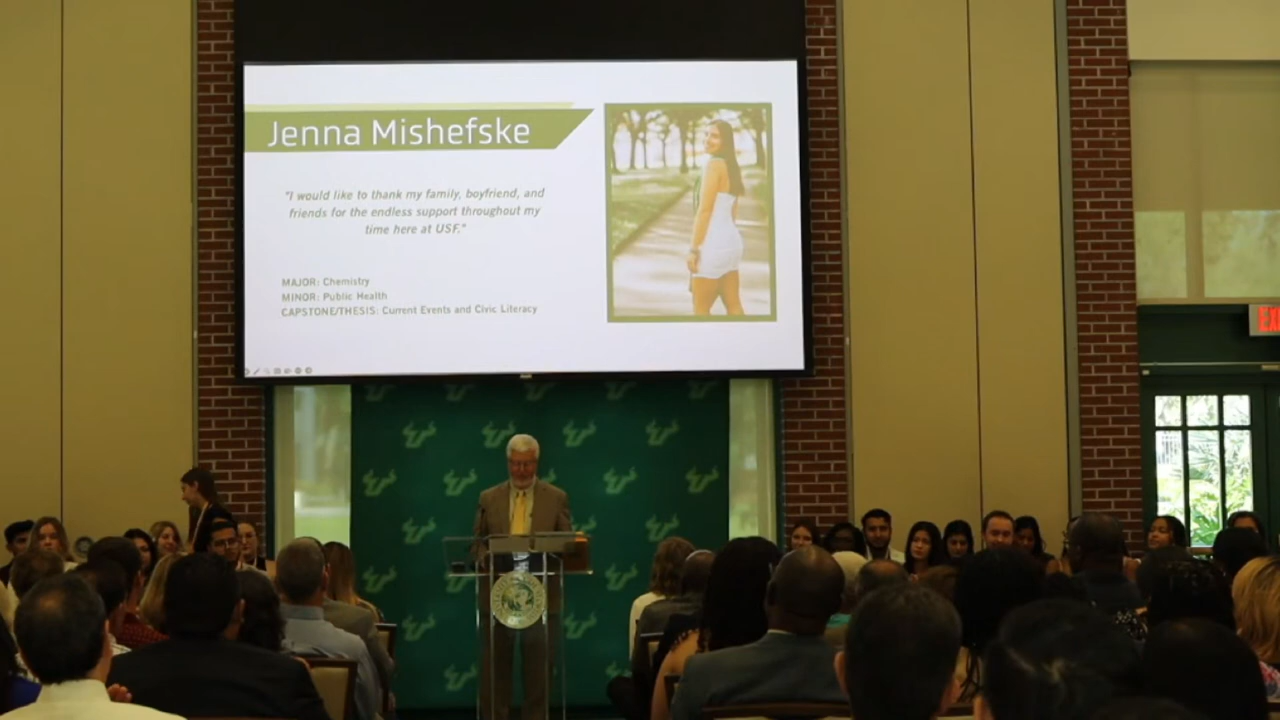 Jenna Mishefske
"I would like to thank my family, boyfriend, and
friends for the endless support throughout my
time here at USF."
MAJOR: Chemistry
MINOR: Public Health
CAPSTONE/THESIS: Current Events and Civic Literacy
EX